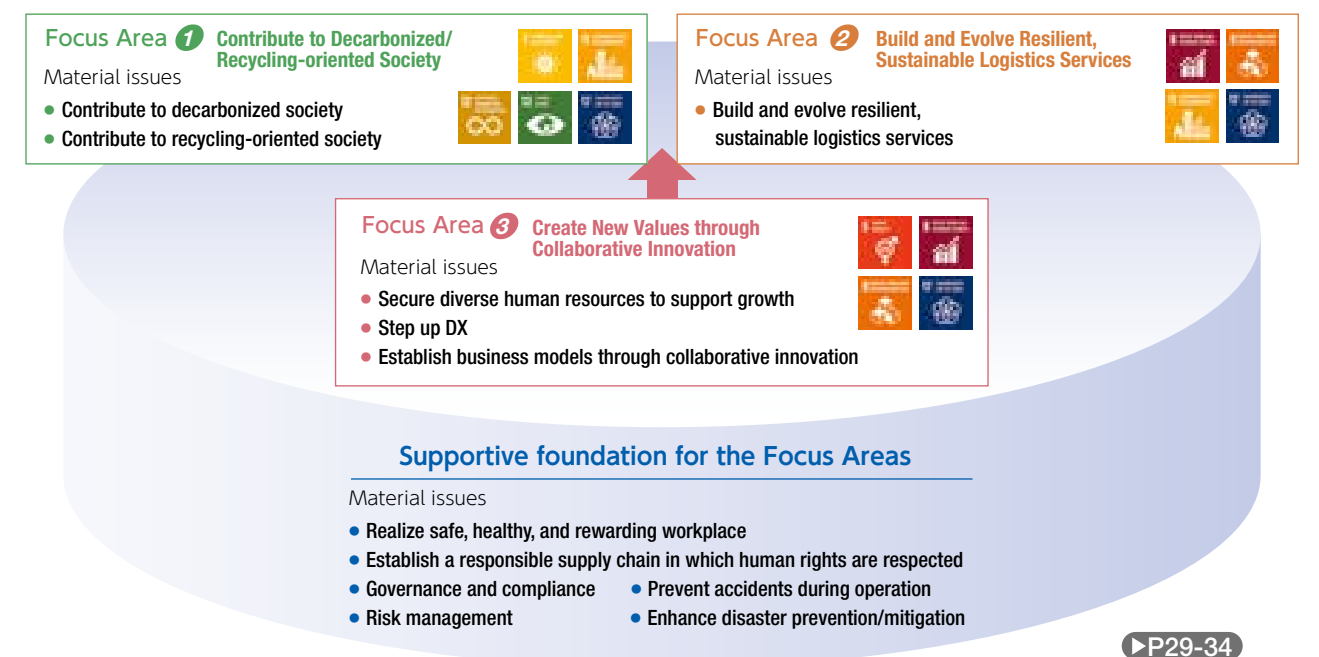 Focus Area 1 Contribute to Decarbonized/
Recycling-oriented Society
Material issues
• Contribute to decarbonized society
• Contribute to recycling-oriented society
Focus Area 2 Build and Evolve Resilient,
Sustainable Logistics Services
Material issues
• Build and evolve resilient,
sustainable logistics services
Focus Area 3 Create New Values through
Collaborative Innovation
Material issues
• Secure diverse human resources to support growth
• Step up DX
• Establish business models through collaborative innovation
Supportive foundation for the Focus Areas
Material issues
• Realize safe, healthy, and rewarding workplace
• Establish a responsible supply chain in which human rights are respected
• Governance and compliance • Prevent accidents during operation
• Risk management • Enhance disaster prevention/mitigation
▶P29-34